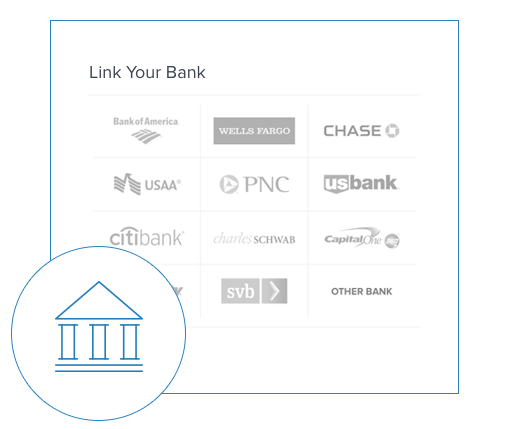 Link Your Bank
Bank of America
WELLS FARGO
CHASE
USAA®
PNC
usbank
citibank®
charles SCHWAB
Capital One
svb
OTHER BANK